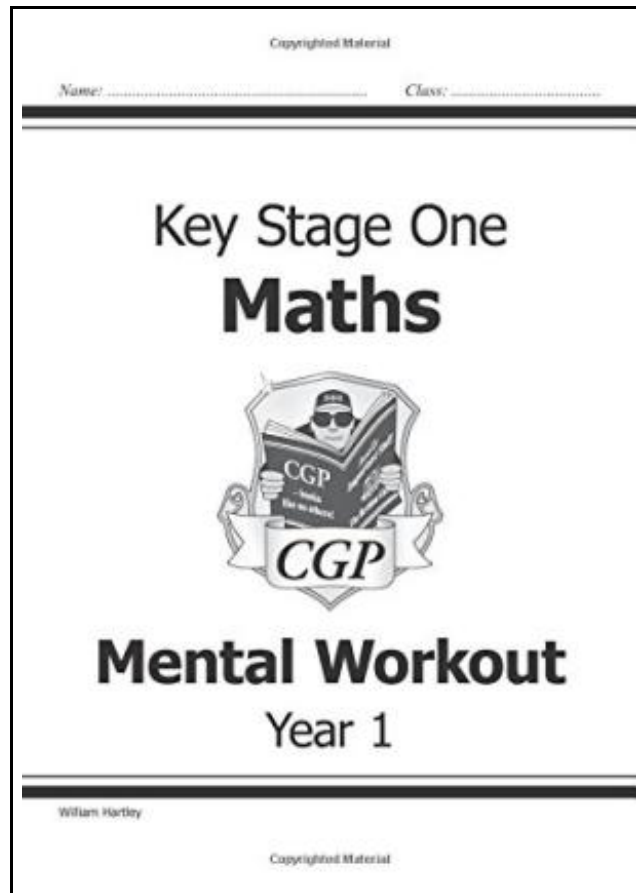 Copyrighted Material
Name: ............................................................ Class: ..................................
Key Stage One
Maths
CGP
CGP
Mental Workout
Year 1
William Hartley
Copyrighted Material